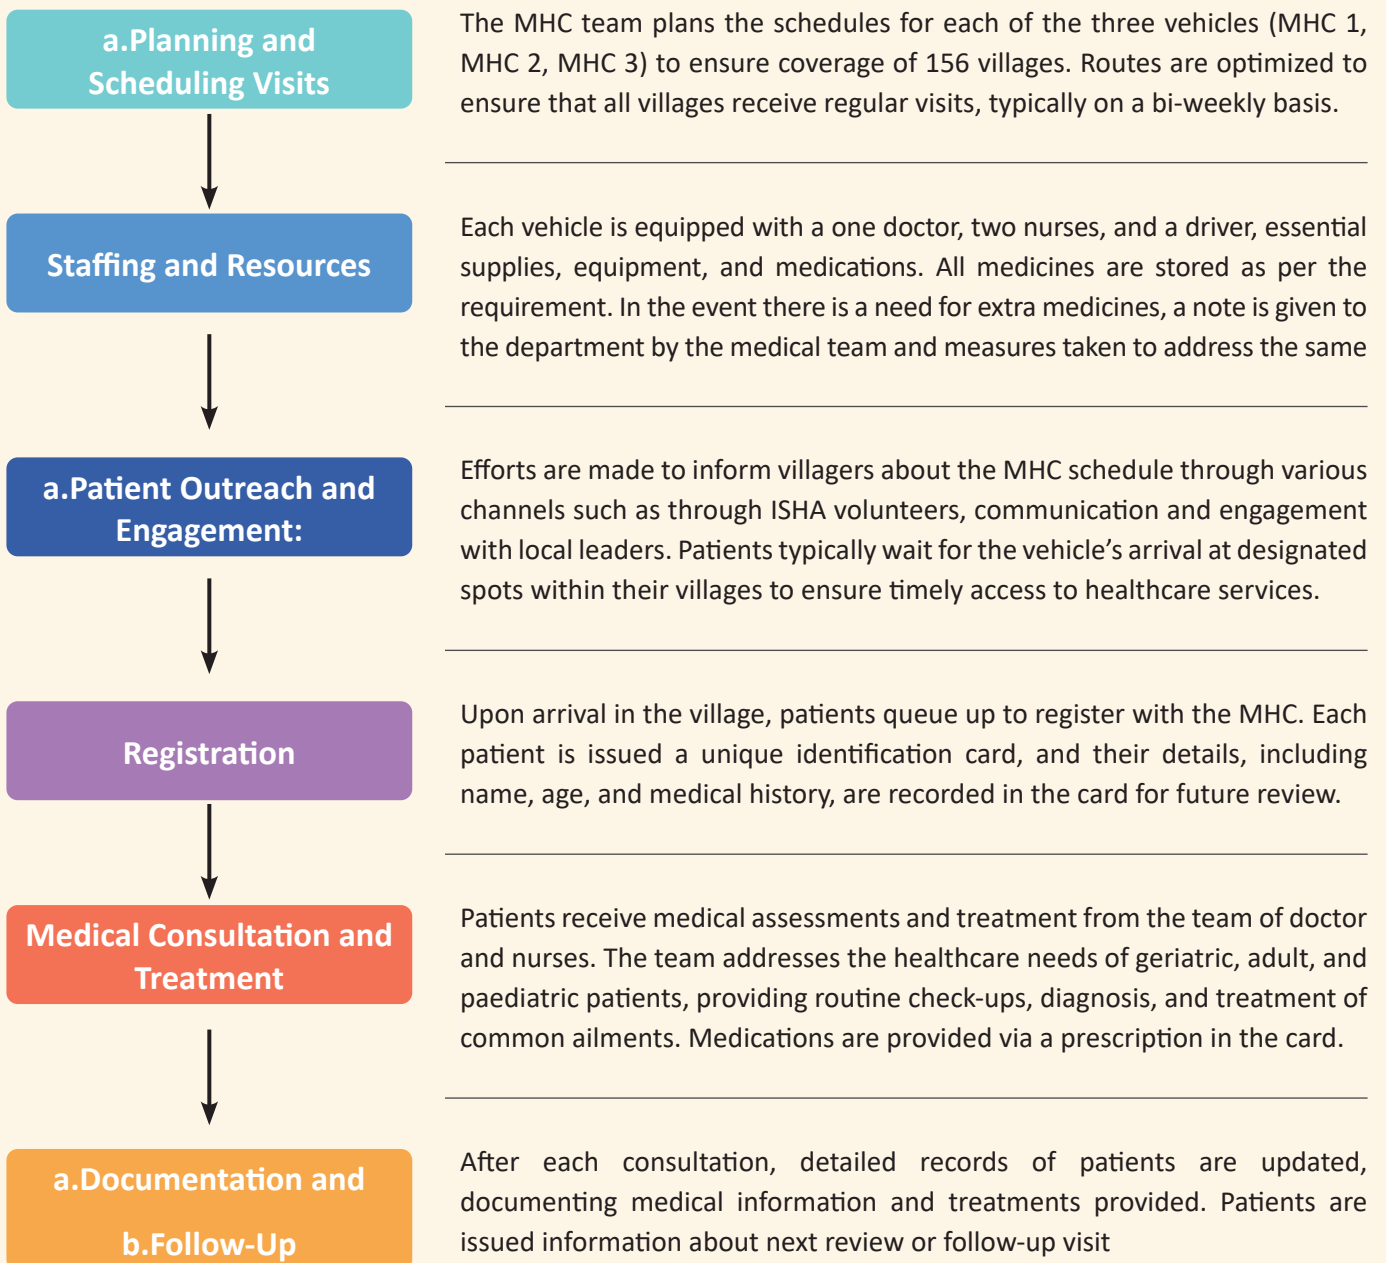 a.Planning and
Scheduling Visits
The MHC team plans the schedules for each of the three vehicles (MHC 1,
MHC 2, MHC 3) to ensure coverage of 156 villages. Routes are optimized to
ensure that all villages receive regular visits, typically on a bi-weekly basis.
Staffing and Resources
Each vehicle is equipped with a one doctor, two nurses, and a driver, essential
supplies, equipment, and medications. All medicines are stored as per the
requirement. In the event there is a need for extra medicines, a note is given to
the department by the medical team and measures taken to address the same
a.Patient Outreach and
Engagement:
Efforts are made to inform villagers about the MHC schedule through various
channels such as through ISHA volunteers, communication and engagement
with local leaders. Patients typically wait for the vehicle’s arrival at designated
spots within their villages to ensure timely access to healthcare services.
Registration
Upon arrival in the village, patients queue up to register with the MHC. Each
patient is issued a unique identification card, and their details, including
name, age, and medical history, are recorded in the card for future review.
Medical Consultation and
Treatment
Patients receive medical assessments and treatment from the team of doctor
and nurses. The team addresses the healthcare needs of geriatric, adult, and
paediatric patients, providing routine check-ups, diagnosis, and treatment of
common ailments. Medications are provided via a prescription in the card.
a.Documentation and
b.Follow-Up
After each consultation, detailed records of patients are updated,
documenting medical information and treatments provided. Patients are
issued information about next review or follow-up visit